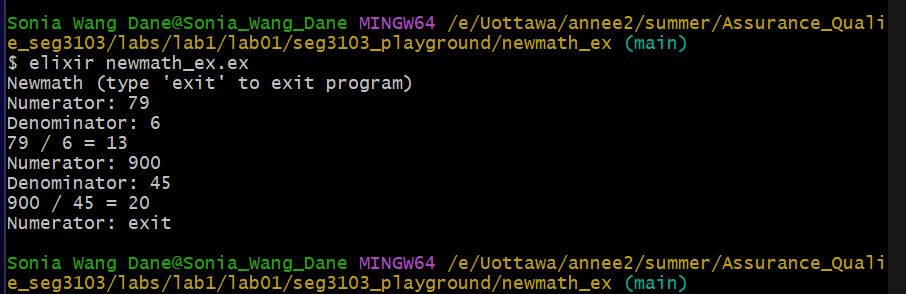 Sonia Wang Dane@Sonia_Wang_Dane MINGW64 /e/Uottawa/annee2/summer/Assurance_Quali
e_seg3103/labs/lab1/lab01/seg3103_playground/newmath_ex (main)
$ elixir newmath_ex.ex
Newmath (type 'exit' to exit program)
Numerator: 79
Denominator: 6
79 / 6 = 13
Numerator: 900
Denominator: 45
900 / 45 = 20
Numerator: exit
Sonia Wang Dane@Sonia_Wang_Dane MINGW64 /e/Uottawa/annee2/summer/Assurance_Quali
e_seg3103/labs/lab1/lab01/seg3103_playground/newmath_ex (main)